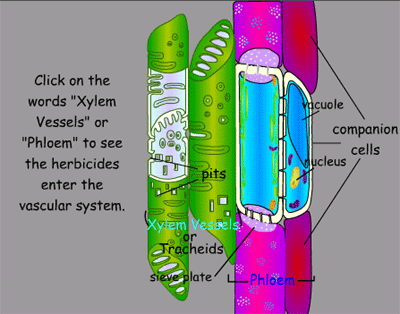 Click on the
words "Xylem
Vessels" or
"Phloem" to see
the herbicides
enter the
vascular system.
vacuole
companion
cells
nucleus
pits
Xylem Vessels
or
Tracheids
sieve plate
Phloem